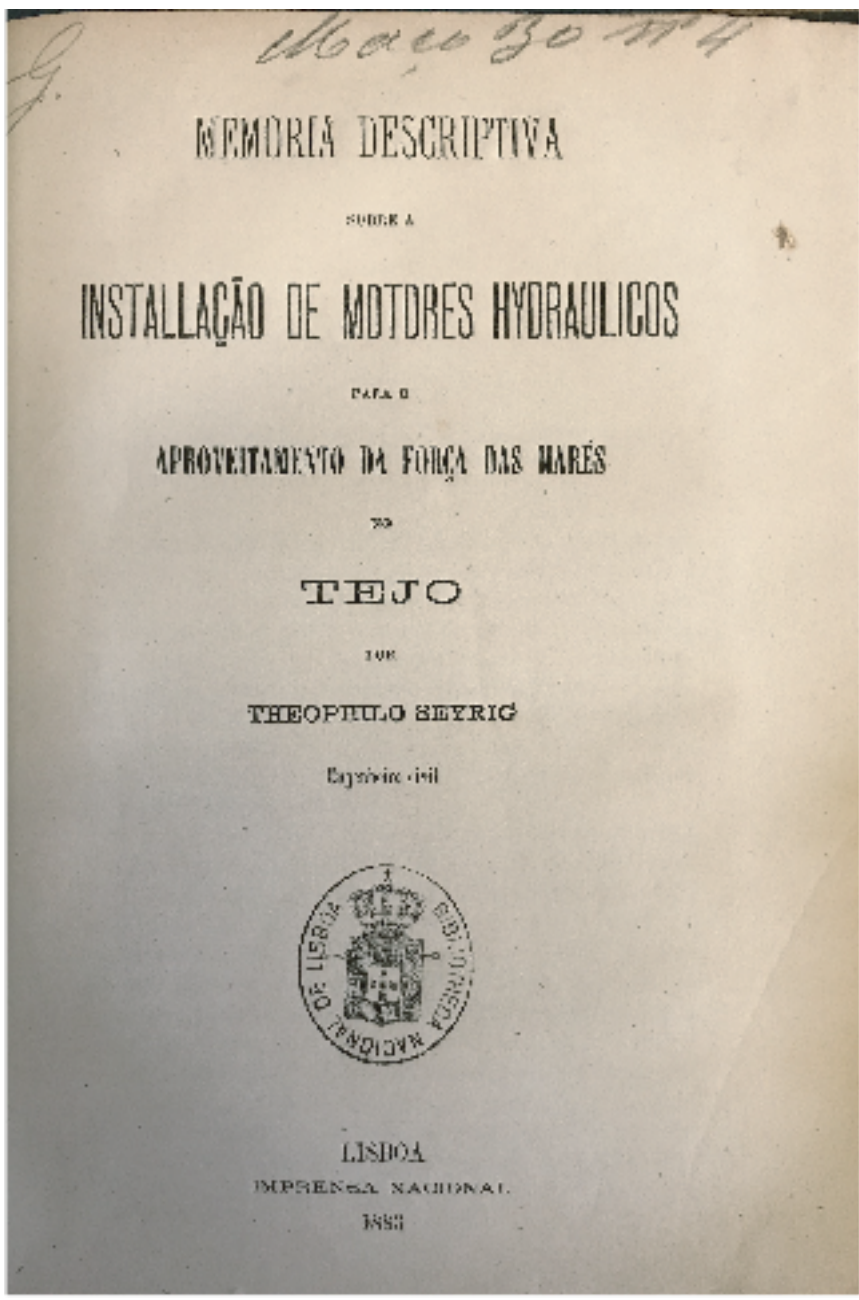 G.
Maço 30 nº 4
MEMORIA DESCRIPTIVA
SOBRE A
INSTALLAÇÃO DE MOTORES HYDRAULICOS
PARA O
APROVEITAMENTO DA FORÇA DAS MARÉS
NO
TEJO
POR
THEOPHILO SEYRIG
Engenheiro civil
BIBLIOTHECA NACIONAL DE LISBOA
LISBOA
IMPRENSA NACIONAL
1883